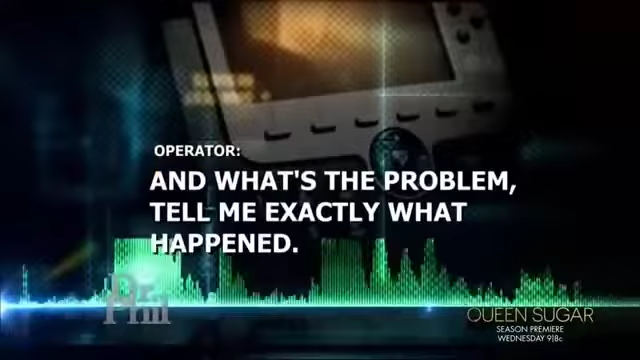 OPERATOR:
AND WHAT'S THE PROBLEM,
TELL ME EXACTLY WHAT
HAPPENED.
Dr.
Phil
QUEEN SUGAR
SEASON PREMIERE
WEDNESDAY 9|8c